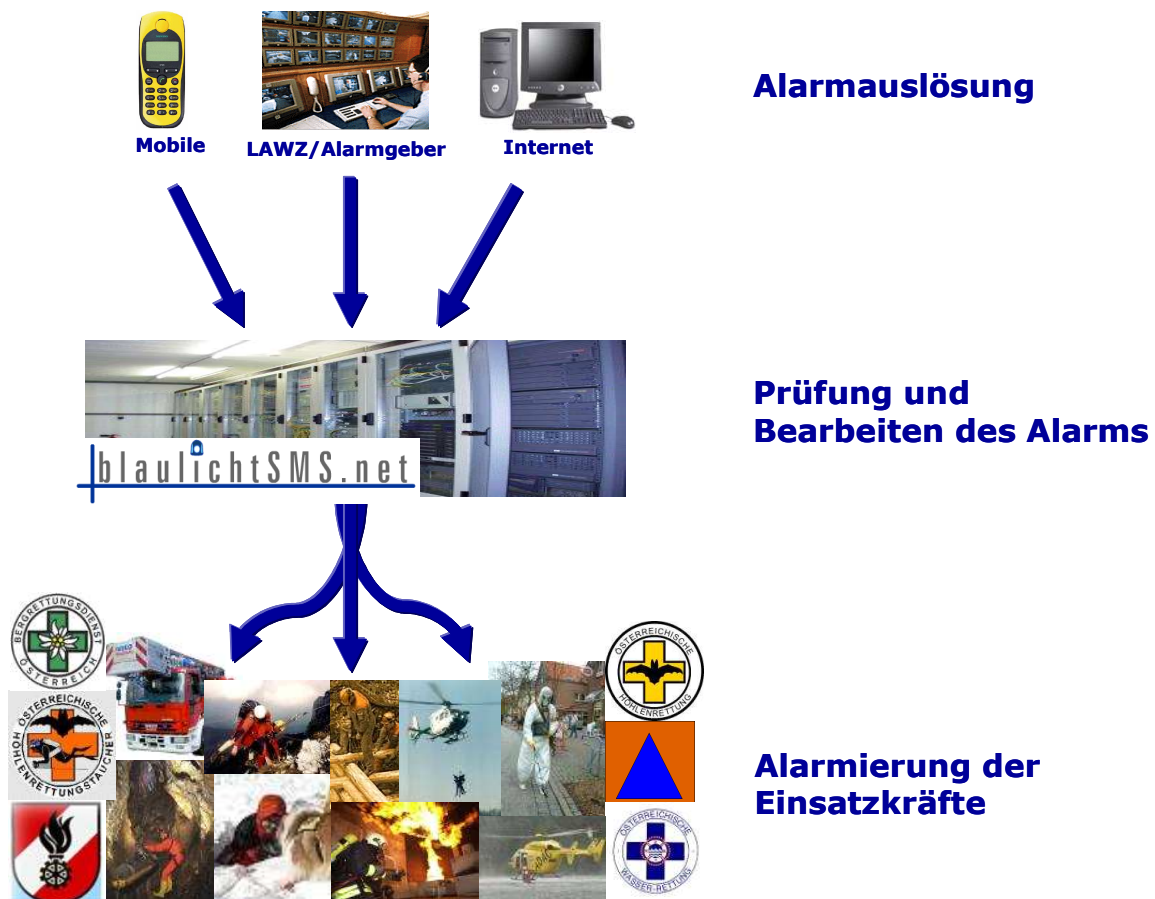 Alarmauslösung
Mobile
LAWZ/Alarmgeber
Internet
Prüfung und
Bearbeiten des Alarms
blaulichtSMS.net
BERGRETTUNGSDIENST
ÖSTERREICH
ÖSTERREICHISCHE
HÖHLENRETTUNG
ÖSTERREICHISCHE
HÖHLENRETTUNGSTAUCHER
Alarmierung der
Einsatzkräfte
ÖSTERREICHISCHE
WASSER-RETTUNG